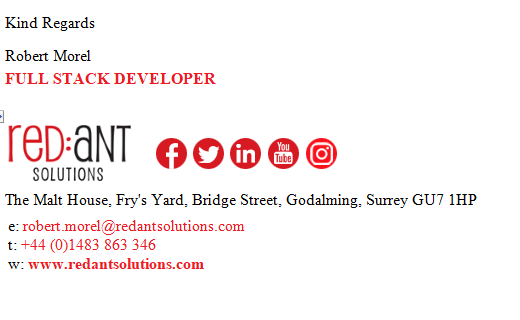 Kind Regards
Robert Morel
FULL STACK DEVELOPER
reD:aNT
SOLUTIONS
You
Tube
The Malt House, Fry's Yard, Bridge Street, Godalming, Surrey GU7 1HP
e: robert.morel@redantsolutions.com
t: +44 (0)1483 863 346
w: www.redantsolutions.com